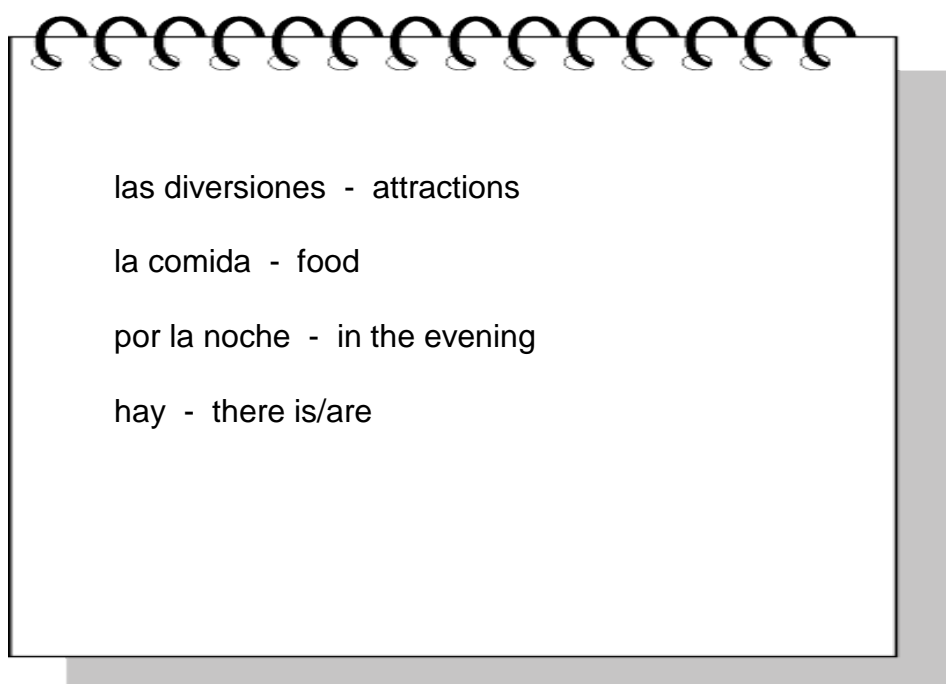 las diversiones - attractions
la comida - food
por la noche - in the evening
hay - there is/are